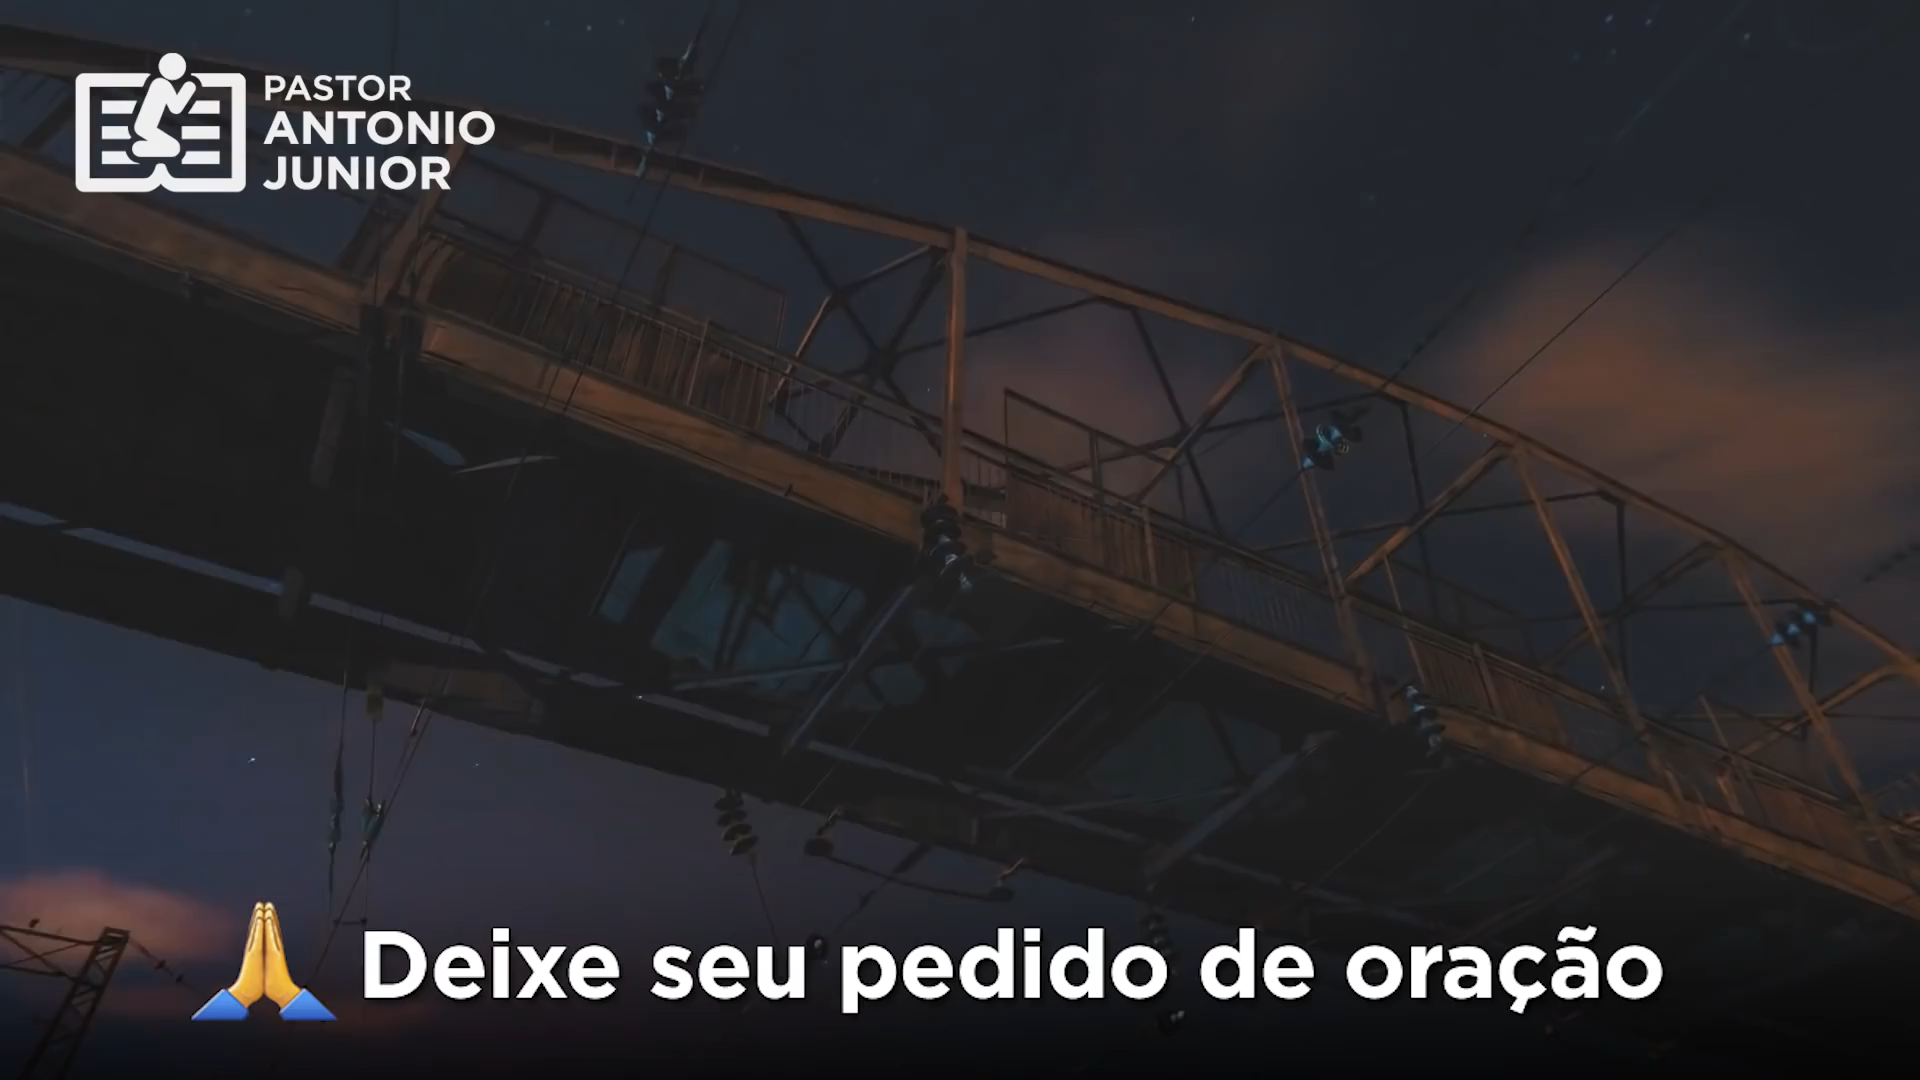 PASTOR
ANTONIO
JUNIOR
🙏 Deixe seu pedido de oração